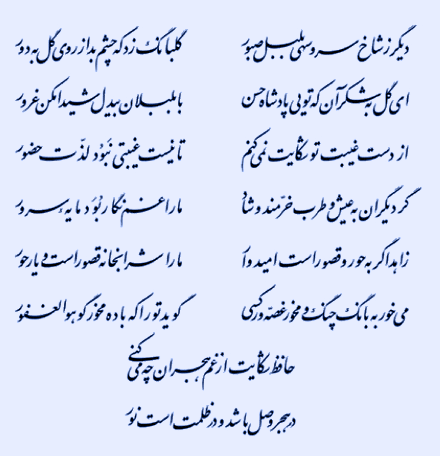 دیگر ز شاخ سرو سهی بلبل صبور گلبانگ زد که چشم بد از روی گل به دور
ای گل به شکر آن که تویی پادشاه حسن با بلبلان بی‌دل شیدا مکن غرور
از دست غیبت تو شکایت نمی‌کنم تا نیست غیبتی نبود لذت حضور
گر دیگران به عیش و طرب خرمند و شاد ما را غم نگار بود مایه سرور
زاهد اگر به حور و قصور است امیدوار ما را شرابخانه قصور است و یار حور
می خور به بانگ چنگ و مخور غصه ور کسی گوید تو را که باده مخور گو هوالغفور
حافظ شکایت از غم هجران چه می‌کنی
در هجر وصل باشد و در ظلمت است نور